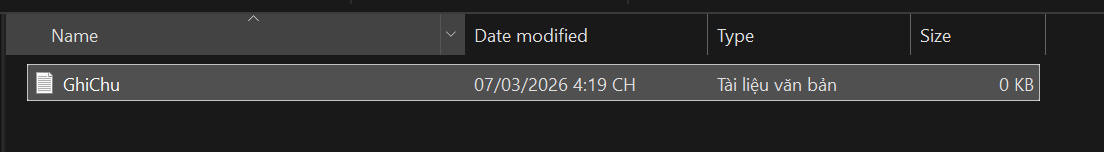 Name Date modified Type Size
GhiChu 07/03/2026 4:19 CH Tài liệu văn bản 0 KB